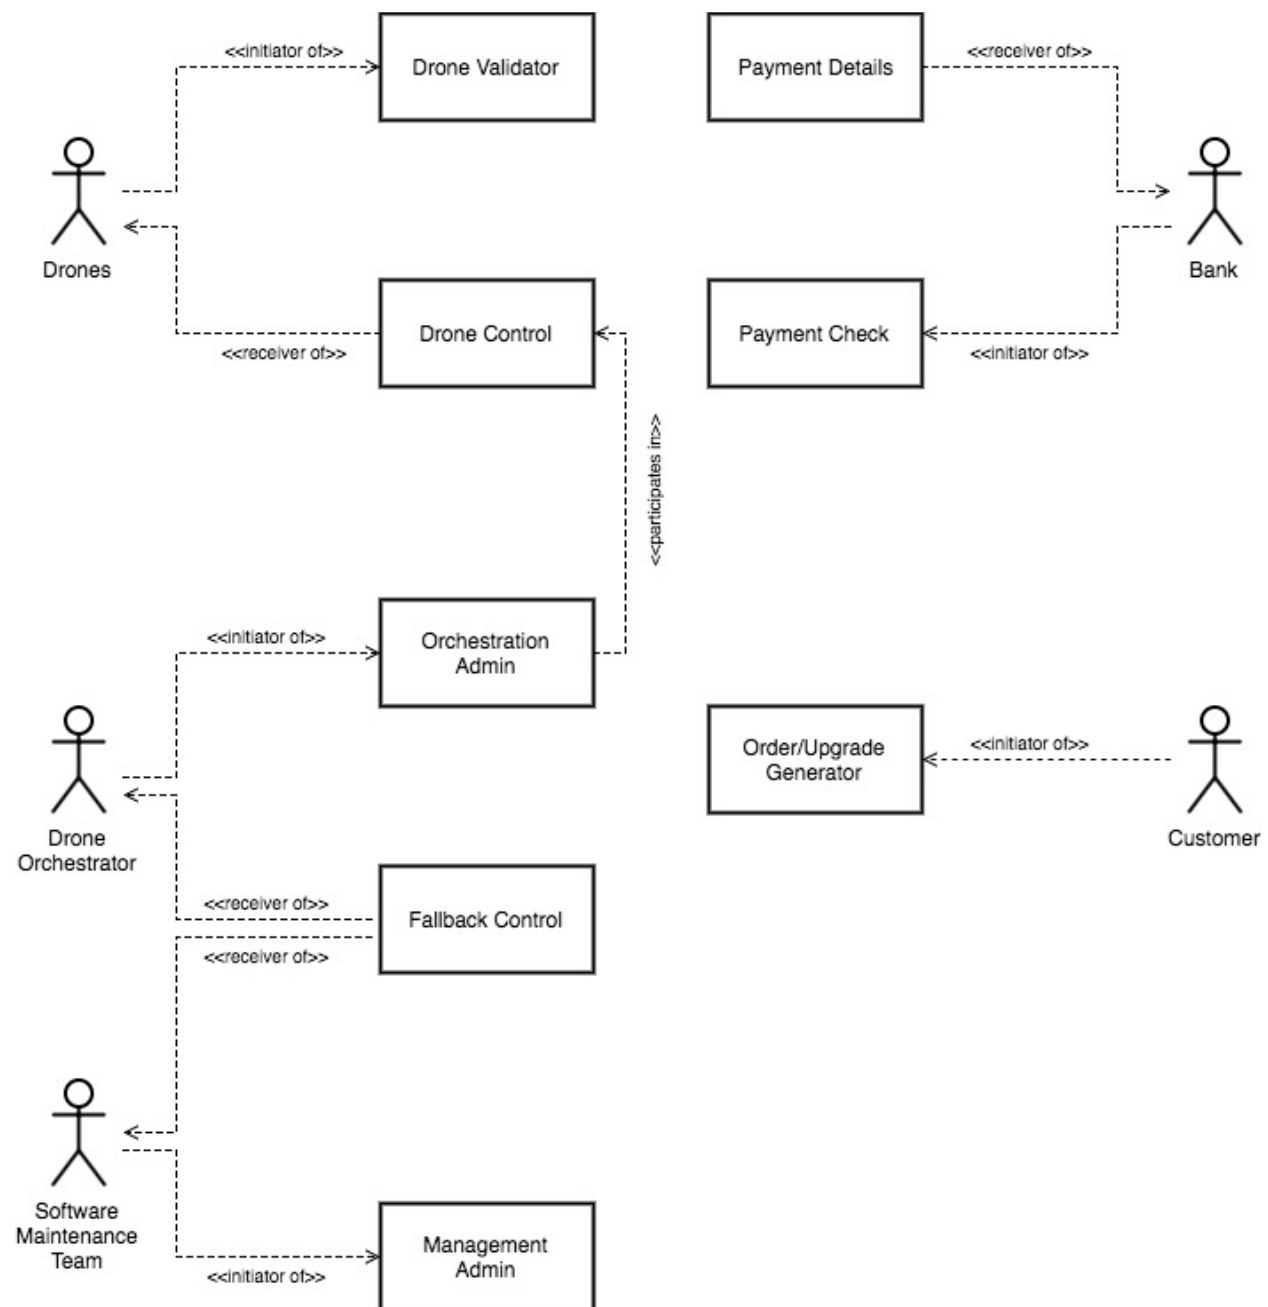 <<initiator of>>
Drone Validator
Payment Details
<<receiver of>>
Drones
Bank
Drone Control
<<receiver of>>
Payment Check
<<initiator of>>
<<participates in>>
<<initiator of>>
Orchestration
Admin
Order/Upgrade
Generator
<<initiator of>>
Drone
Orchestrator
Customer
<<receiver of>>
Fallback Control
<<receiver of>>
Software
Maintenance
Team
Management
Admin
<<initiator of>>